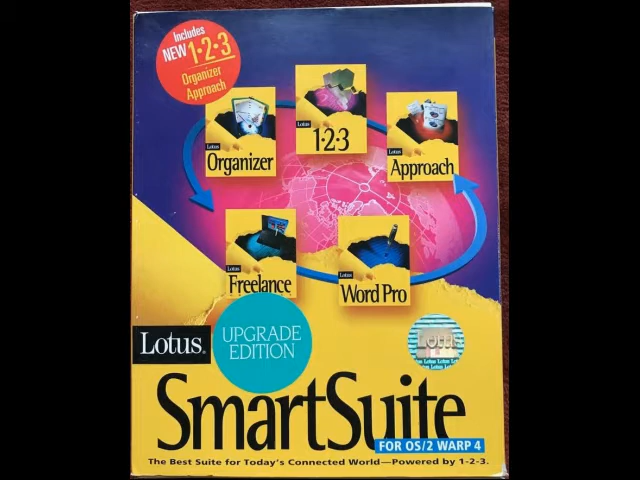 Includes
NEW 1·2·3
Organizer
Approach
Lotus
1·2·3
Lotus
Organizer
Lotus
Approach
Lotus
Freelance
Lotus
Word Pro
Lotus®
UPGRADE
EDITION
Lotus
SmartSuite
FOR OS/2 WARP 4
The Best Suite for Today's Connected World—Powered by 1-2-3.